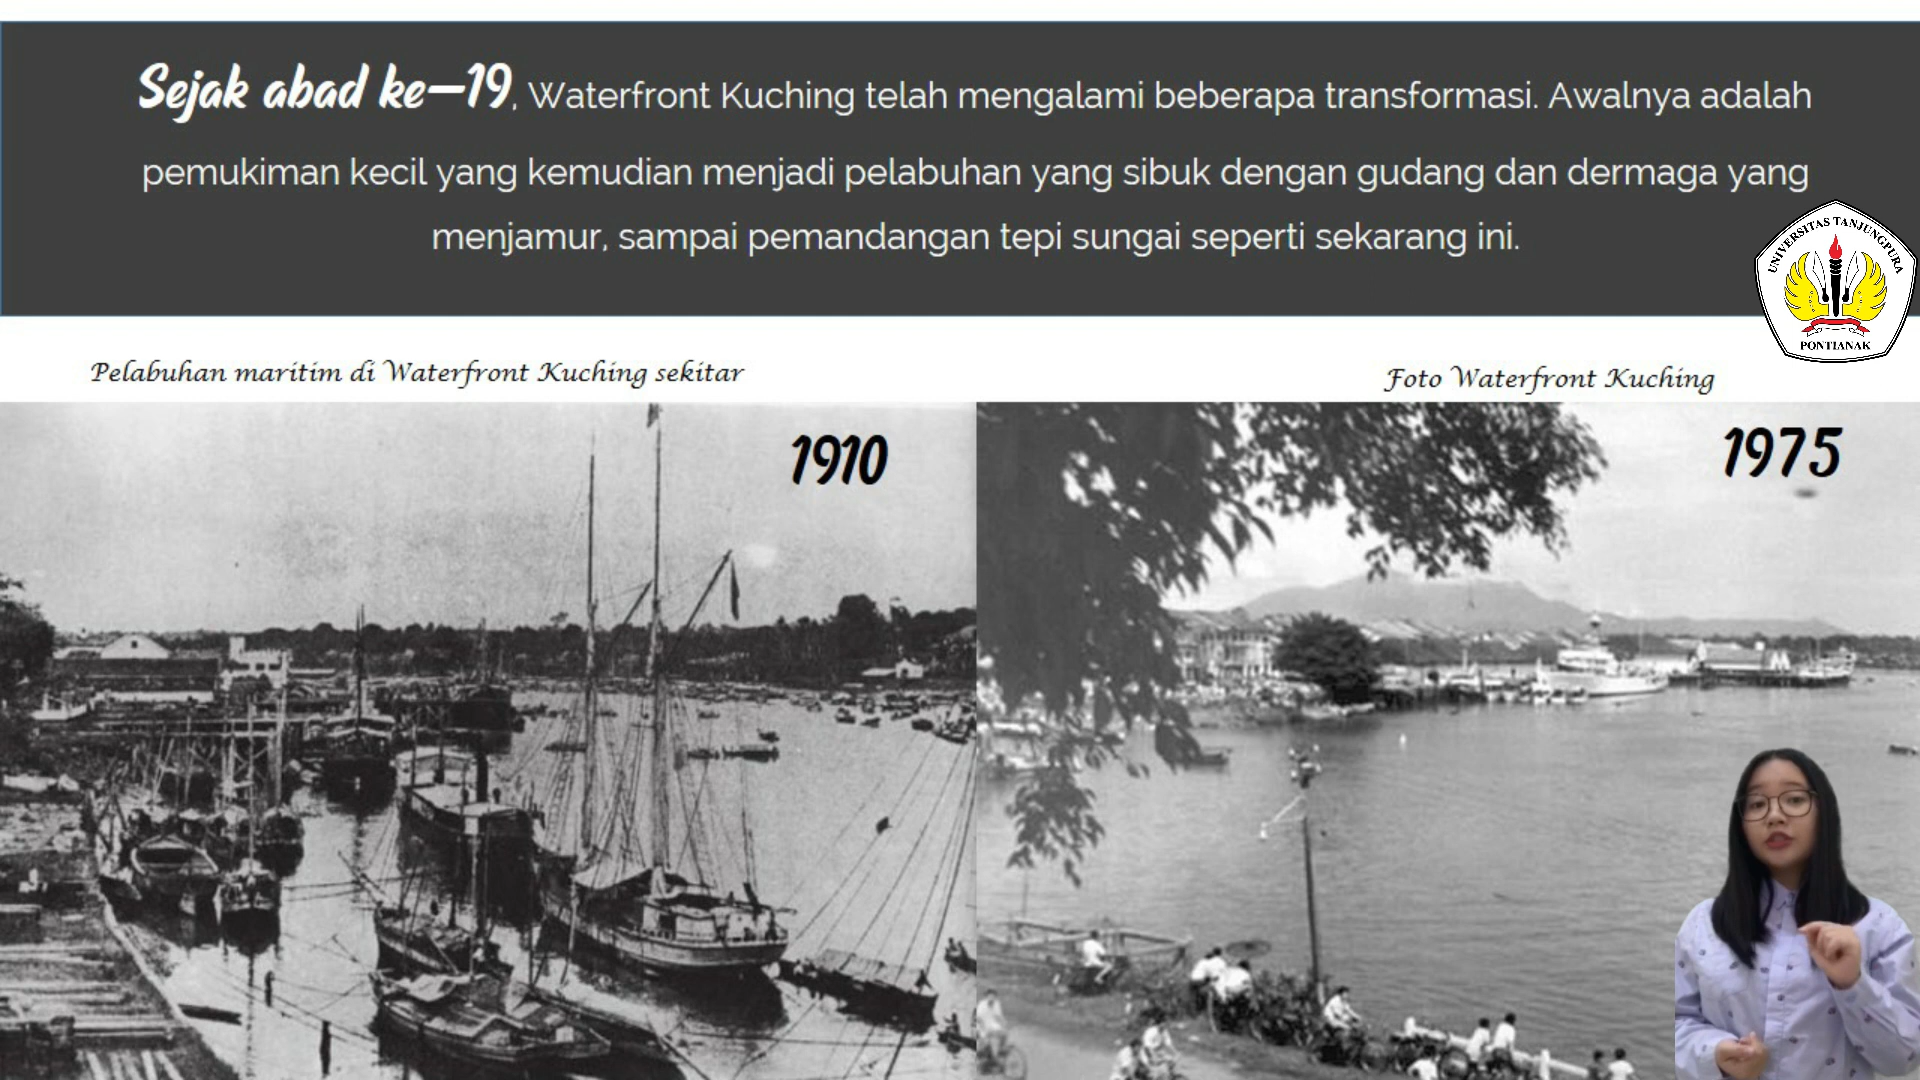 Sejak abad ke-19, Waterfront Kuching telah mengalami beberapa transformasi. Awalnya adalah
pemukiman kecil yang kemudian menjadi pelabuhan yang sibuk dengan gudang dan dermaga yang
menjamur, sampai pemandangan tepi sungai seperti sekarang ini.
UNIVERSITAS TANJUNGPURA
PONTIANAK
Pelabuhan maritim di Waterfront Kuching sekitar
Foto Waterfront Kuching
1910
1975